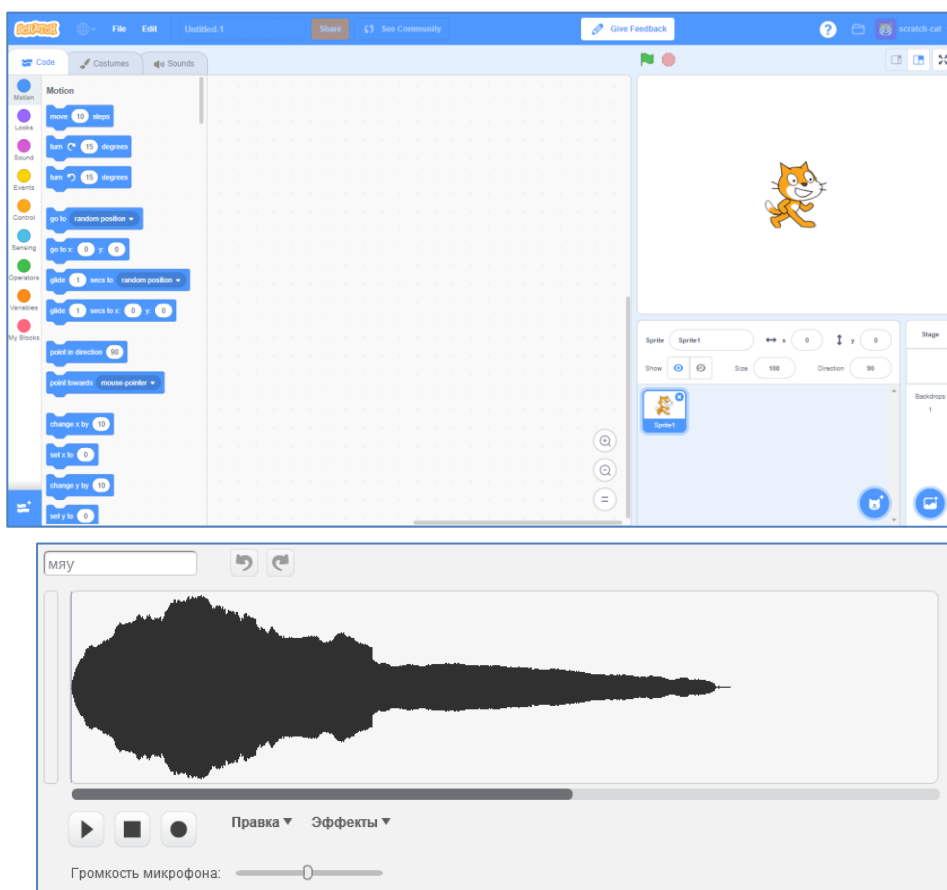 SCRATCH File Edit Untitled-1 Share See Community Give Feedback ? scratch-cat
Code Costumes Sounds
Motion
Looks
Sound
Events
Control
Sensing
Operators
Variables
My Blocks
Motion
move 10 steps
turn 15 degrees
turn 15 degrees
go to random position
go to x: 0 y: 0
glide 1 secs to random position
glide 1 secs to x: 0 y: 0
point in direction 90
point towards mouse-pointer
change x by 10
set x to 0
change y by 10
set y to 0
Sprite Sprite1 x 0 y 0
Show Size 100 Direction 90
Sprite1
Stage
Backdrops
1
мяу
Правка Эффекты
Громкость микрофона: